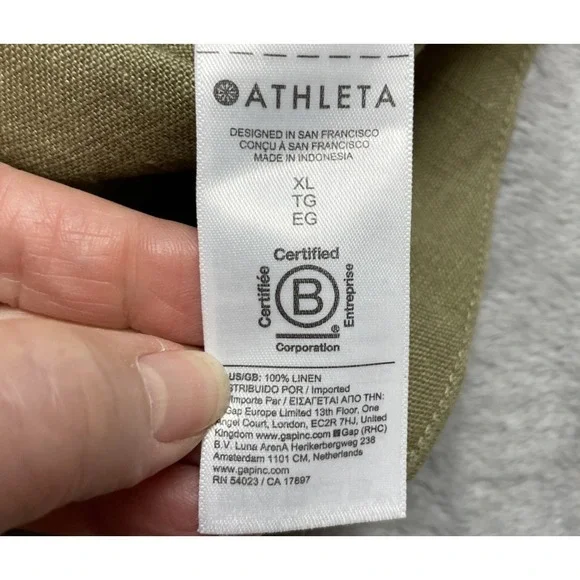 ATHLETA
DESIGNED IN SAN FRANCISCO
CONÇU À SAN FRANCISCO
MADE IN INDONESIA
XL
TG
EG
Certified
Certifiée
B
Entreprise
®
Corporation
US/GB: 100% LINEN
STRIBUIDO POR / Imported
Importe Par / ΕΙΣΑΓΕΤΑΙ ΑΠΟ ΤΗΝ:
Gap Europe Limited 13th Floor, One
Angel Court, London, EC2R 7HJ, United
Kingdom www.gapinc.com Gap (RHC)
B.V. Luna ArenA Herikerbergweg 238
Amsterdam 1101 CM, Netherlands
www.gapinc.com
RN 54023 / CA 17897